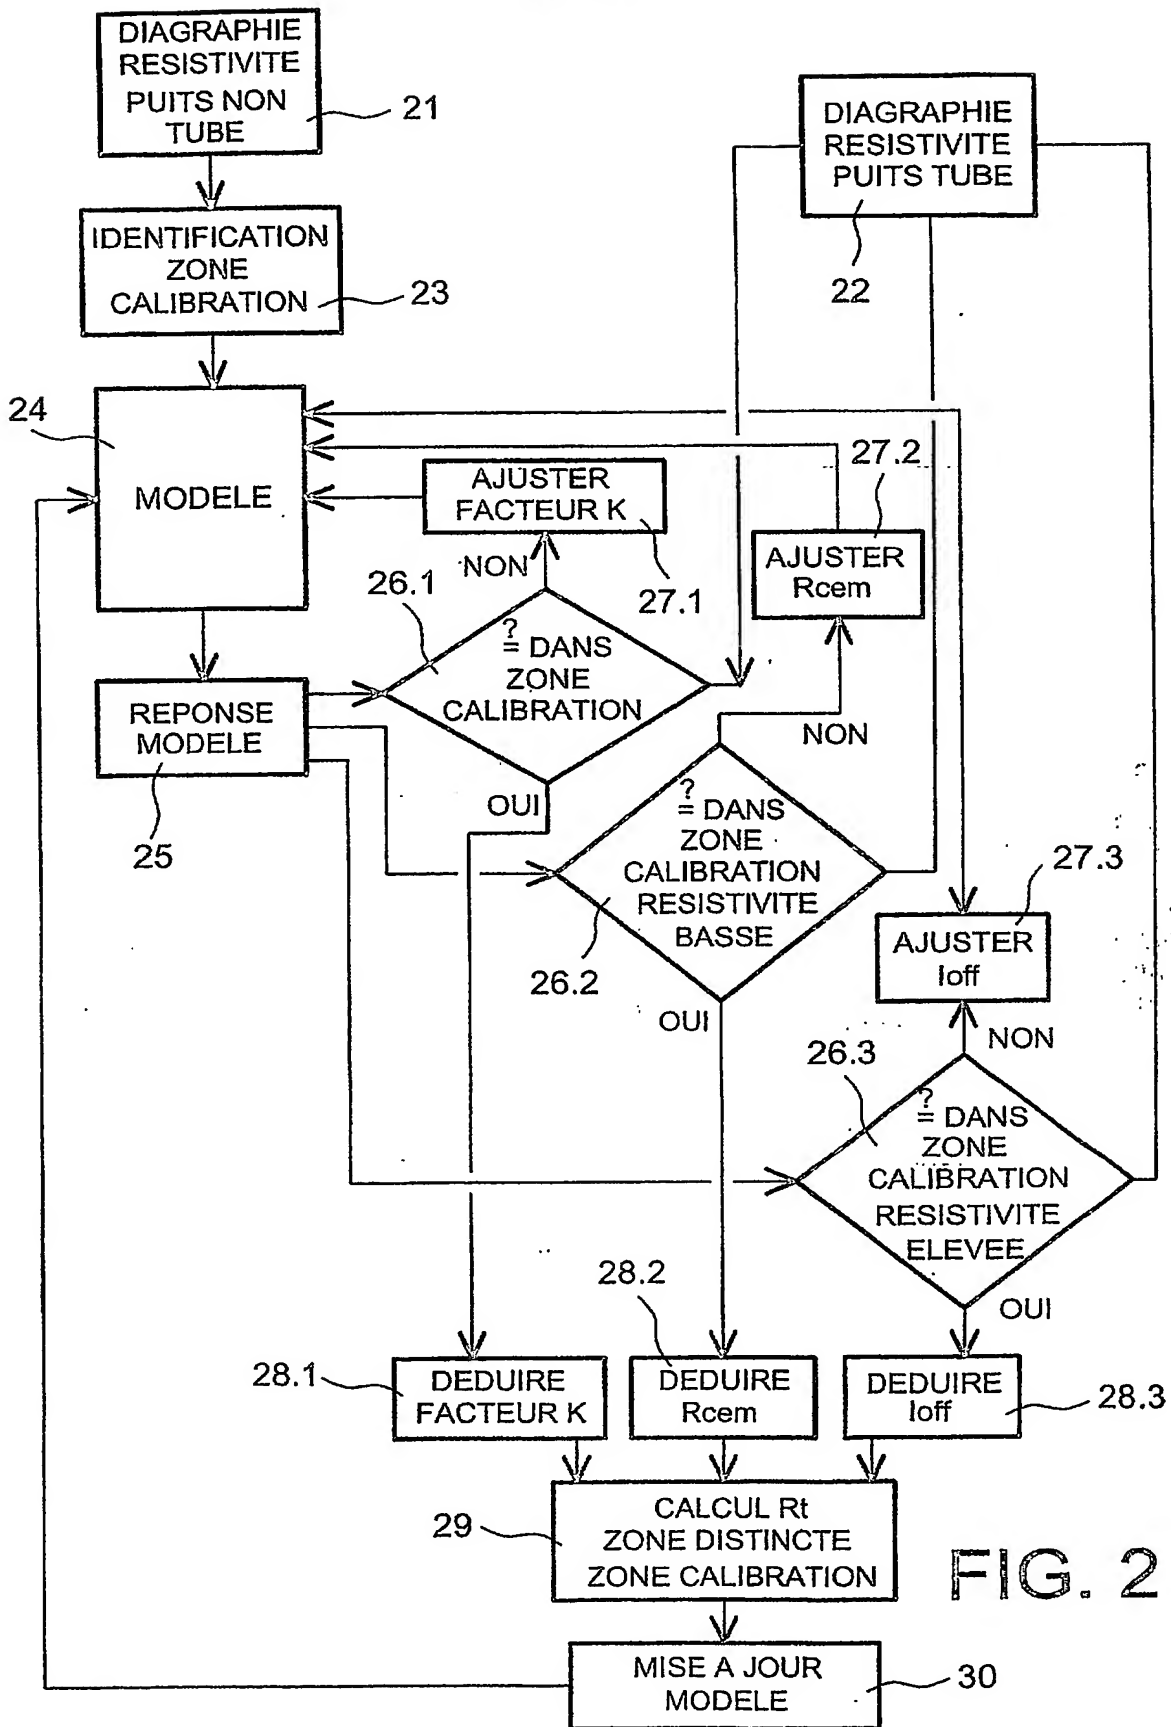 DIAGRAPHIE
RESISTIVITE
PUITS NON
TUBE
21
DIAGRAPHIE
RESISTIVITE
PUITS TUBE
22
IDENTIFICATION
ZONE
CALIBRATION
23
24
MODELE
AJUSTER
FACTEUR K
27.1
27.2
AJUSTER
Rcem
NON
26.1
? = DANS
ZONE
CALIBRATION
NON
REPONSE
MODELE
25
OUI
? = DANS
ZONE
CALIBRATION
RESISTIVITE
BASSE
26.2
OUI
27.3
AJUSTER
Ioff
NON
26.3
? = DANS
ZONE
CALIBRATION
RESISTIVITE
ELEVEE
OUI
28.1
DEDUIRE
FACTEUR K
28.2
DEDUIRE
Rcem
DEDUIRE
Ioff
28.3
29
CALCUL Rt
ZONE DISTINCTE
ZONE CALIBRATION
FIG. 2
MISE A JOUR
MODELE
30